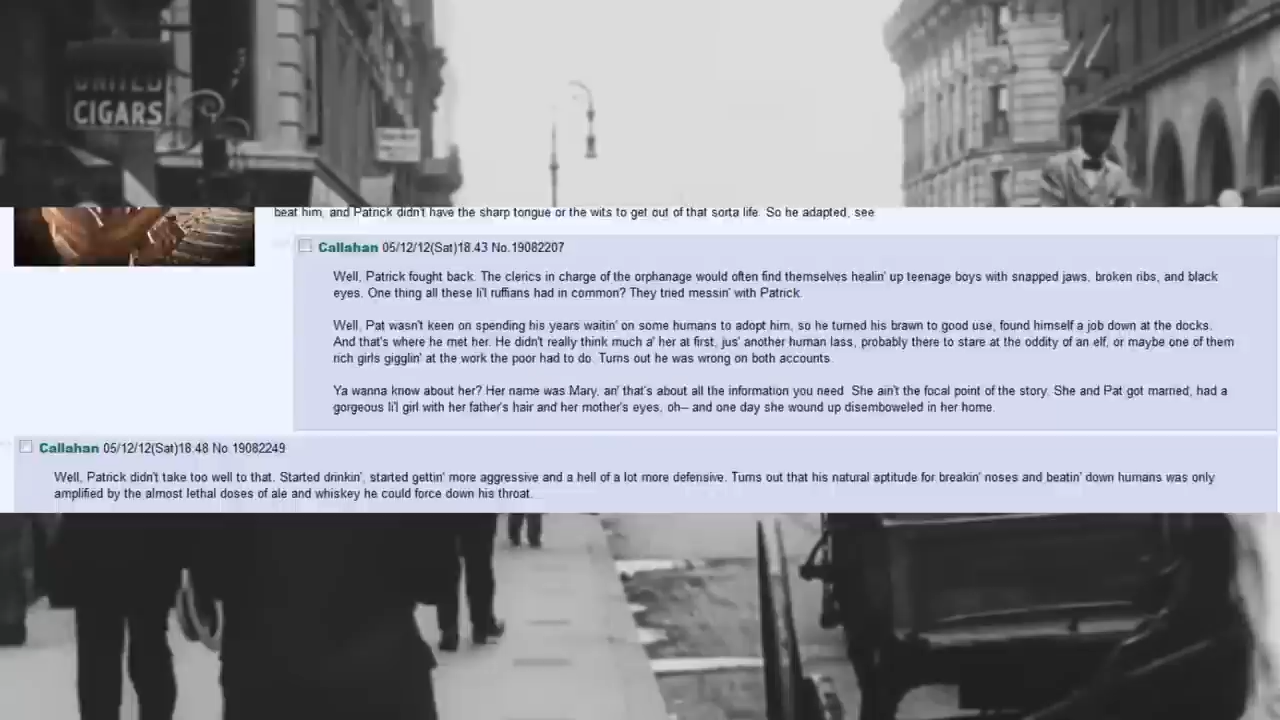 UNITED
CIGARS
beat him, and Patrick didn't have the sharp tongue or the wits to get out of that sorta life. So he adapted, see
Callahan 05/12/12(Sat)18.43 No.19082207
Well, Patrick fought back. The clerics in charge of the orphanage would often find themselves healin' up teenage boys with snapped jaws, broken ribs, and black
eyes. One thing all these li'l ruffians had in common? They tried messin' with Patrick.
Well, Pat wasn't keen on spending his years waitin' on some humans to adopt him, so he turned his brawn to good use, found himself a job down at the docks.
And that's where he met her. He didn't really think much a' her at first, jus' another human lass, probably there to stare at the oddity of an elf, or maybe one of them
rich girls gigglin' at the work the poor had to do. Turns out he was wrong on both accounts.
Ya wanna know about her? Her name was Mary, an' that's about all the information you need. She ain't the focal point of the story. She and Pat got married, had a
gorgeous li'l girl with her father's hair and her mother's eyes, oh-- and one day she wound up disemboweled in her home.
Callahan 05/12/12(Sat)18.48 No 19082249
Well, Patrick didn't take too well to that. Started drinkin', started gettin' more aggressive and a hell of a lot more defensive. Turns out that his natural aptitude for breakin' noses and beatin' down humans was only
amplified by the almost lethal doses of ale and whiskey he could force down his throat.